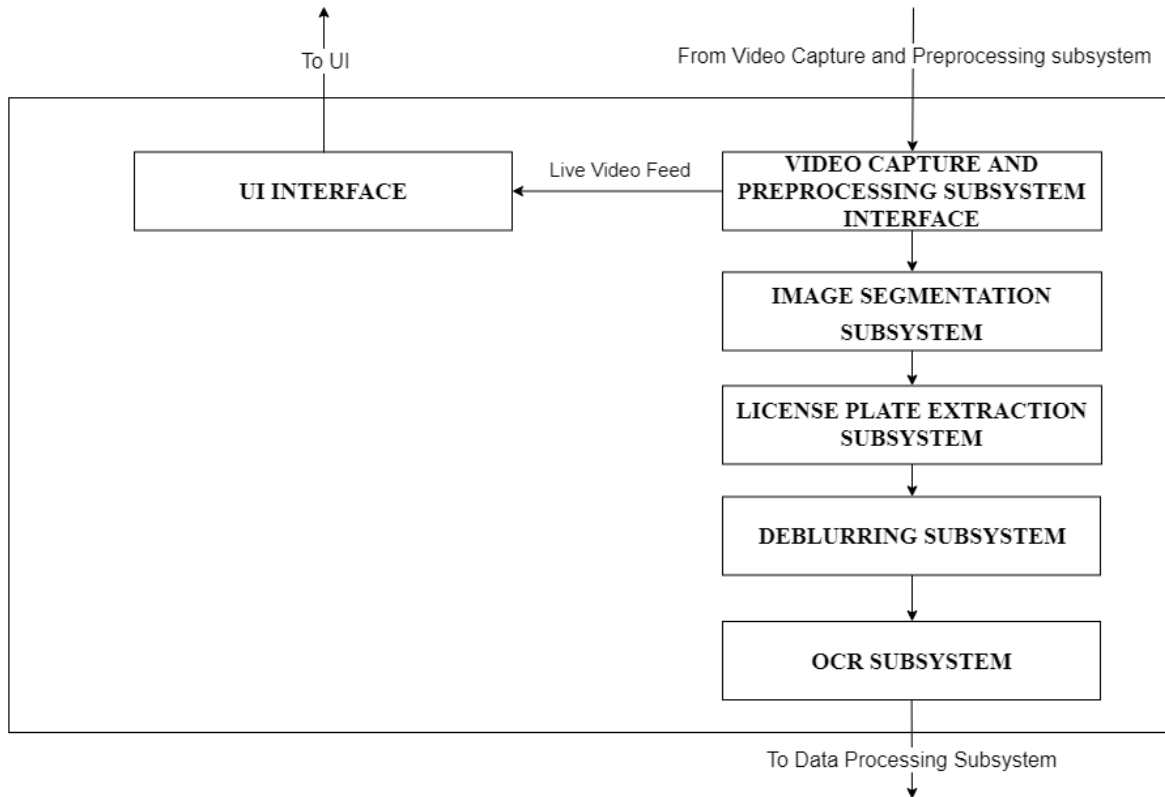 To UI
From Video Capture and Preprocessing subsystem
UI INTERFACE
Live Video Feed
VIDEO CAPTURE AND
PREPROCESSING SUBSYSTEM
INTERFACE
IMAGE SEGMENTATION
SUBSYSTEM
LICENSE PLATE EXTRACTION
SUBSYSTEM
DEBLURRING SUBSYSTEM
OCR SUBSYSTEM
To Data Processing Subsystem